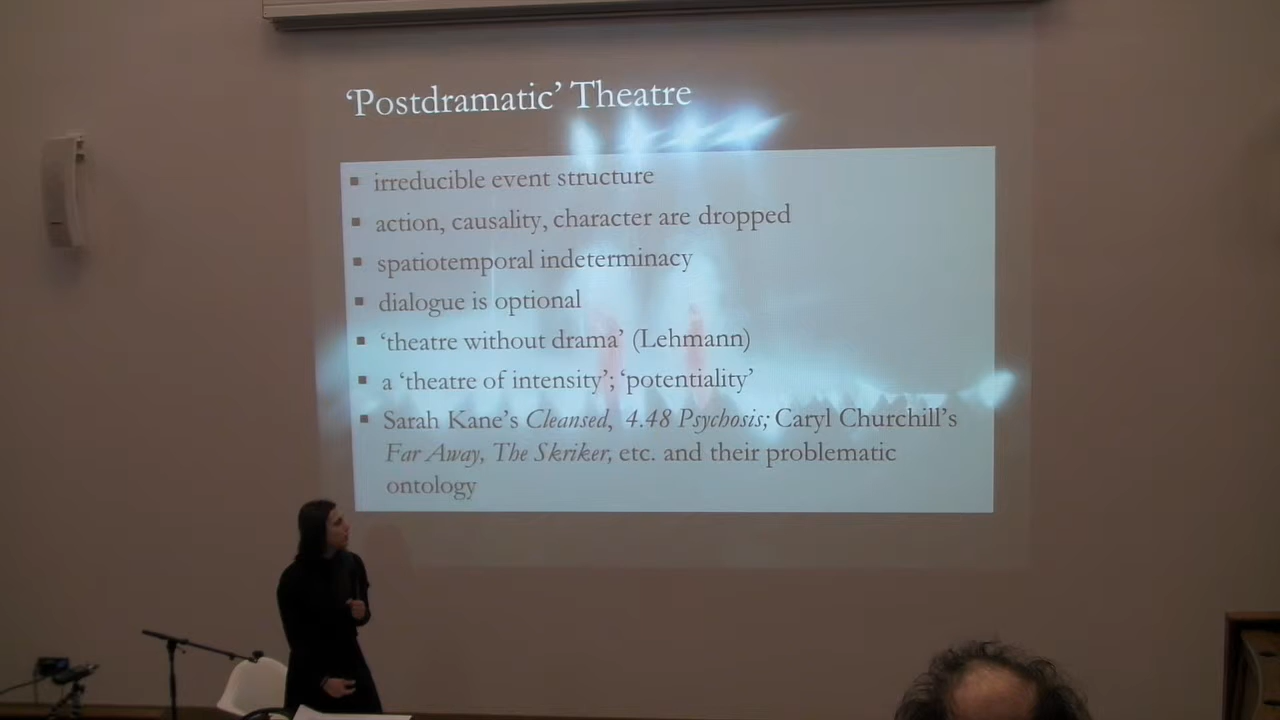 ‘Postdramatic’ Theatre
▪ irreducible event structure
▪ action, causality, character are dropped
▪ spatiotemporal indeterminacy
▪ dialogue is optional
▪ ‘theatre without drama’ (Lehmann)
▪ a ‘theatre of intensity’; ‘potentiality’
▪ Sarah Kane’s Cleansed, 4.48 Psychosis; Caryl Churchill’s
Far Away, The Skriker, etc. and their problematic
ontology